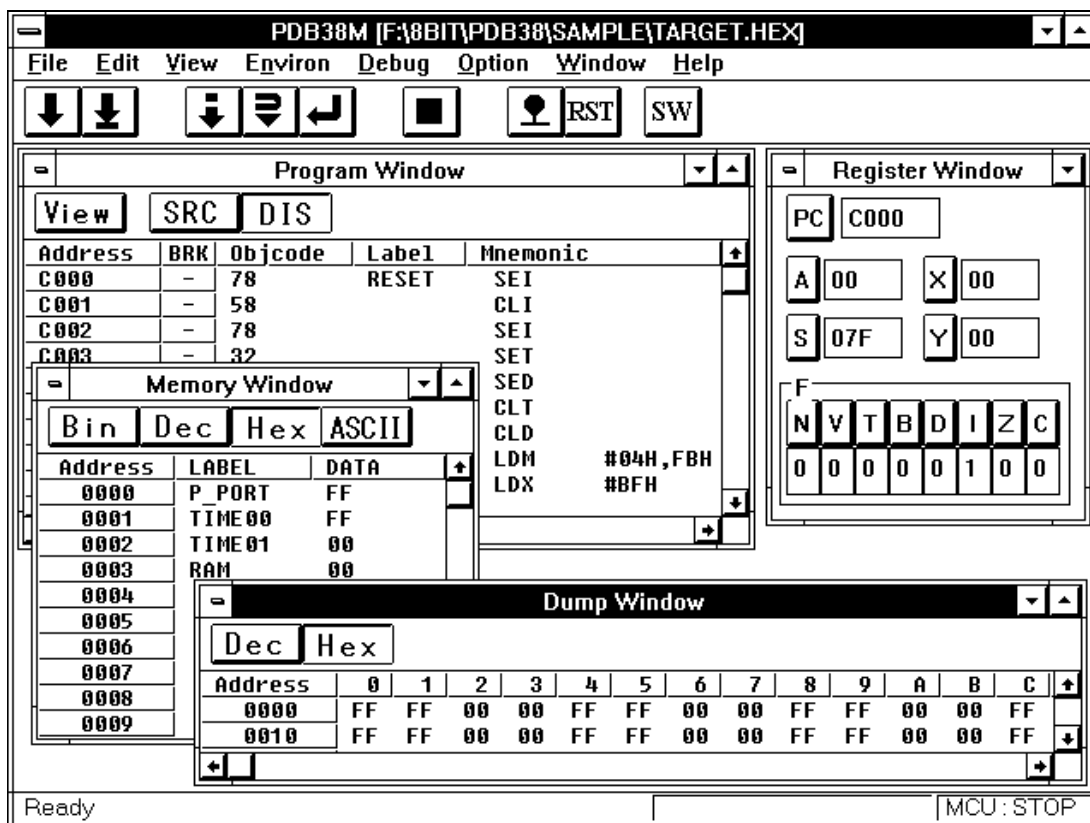 PDB38M [F:\8BIT\PDB38\SAMPLE\TARGET.HEX]
File Edit View Environ Debug Option Window Help
RST SW
Program Window
View SRC DIS
Address BRK Objcode Label Mnemonic
C000 - 78 RESET SEI
C001 - 58 CLI
C002 - 78 SEI
C003 - 32 SET
SED
CLT
CLD
LDM #04H,FBH
LDX #BFH
Register Window
PC C000
A 00 X 00
S 07F Y 00
F
N V T B D I Z C
0 0 0 0 0 1 0 0
Memory Window
Bin Dec Hex ASCII
Address LABEL DATA
0000 P_PORT FF
0001 TIME00 FF
0002 TIME01 00
0003 RAM 00
0004
0005
0006
0007
0008
0009
Dump Window
Dec Hex
Address 0 1 2 3 4 5 6 7 8 9 A B C
0000 FF FF 00 00 FF FF 00 00 FF FF 00 00 FF
0010 FF FF 00 00 FF FF 00 00 FF FF 00 00 FF
Ready MCU:STOP